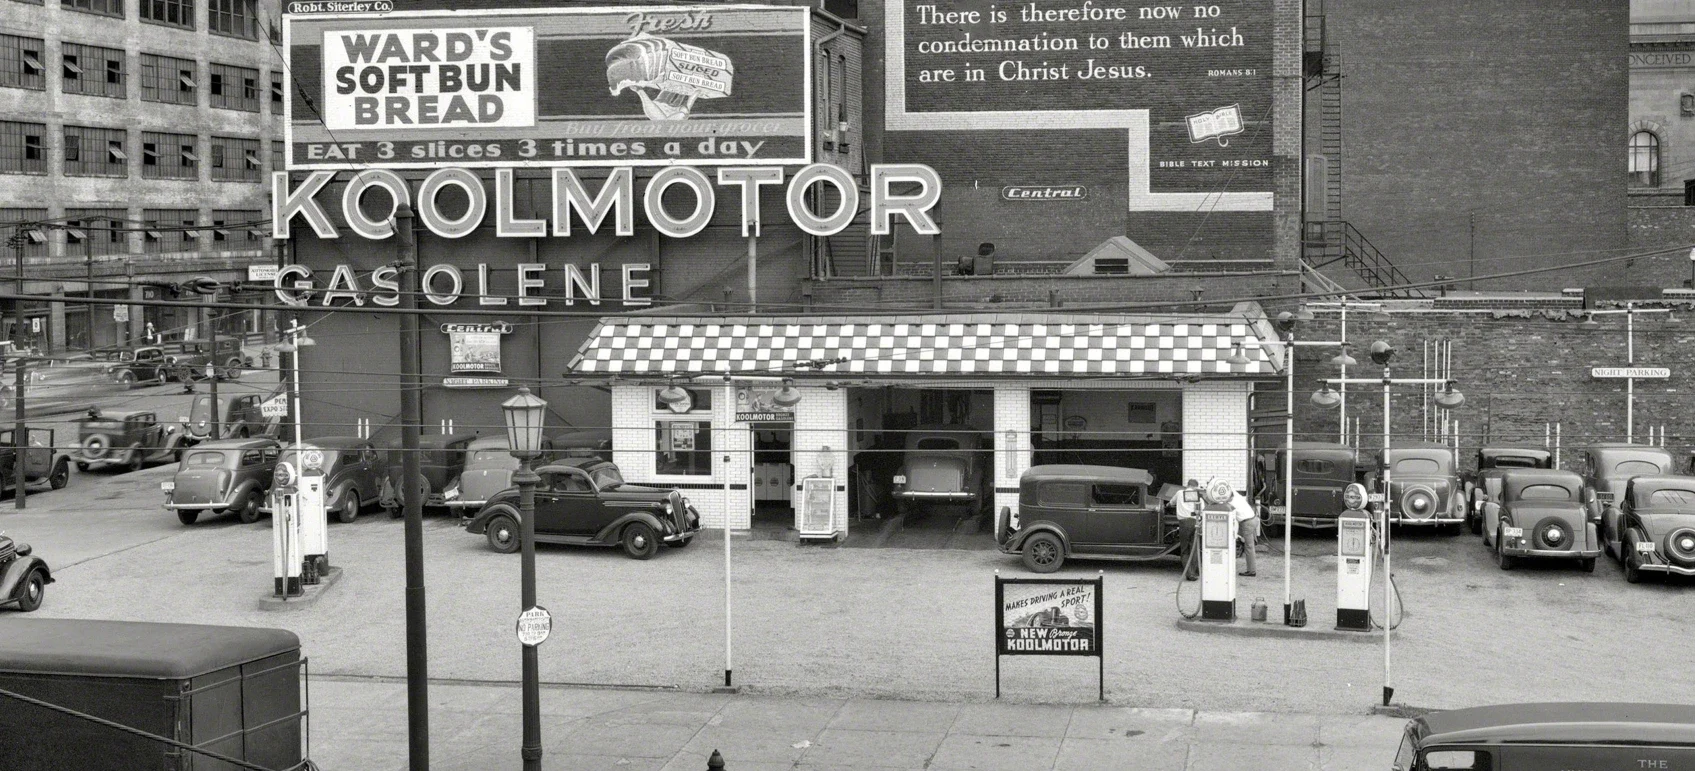 Robt. Siterley Co.
WARD'S
SOFT BUN
BREAD
Fresh
SOFT BUN BREAD
SLICED
SOFT BUN BREAD
Buy from your grocer
EAT 3 slices 3 times a day
There is therefore now no
condemnation to them which
are in Christ Jesus.
ROMANS 8:1
HOLY BIBLE
BIBLE TEXT MISSION
Central
KOOLMOTOR
GASOLENE
Central
KOOLMOTOR
KOOLMOTOR
NIGHT PARKING
PARK
NO PARKING
MAKES DRIVING A REAL
SPORT!
NEW Bronze
KOOLMOTOR
THE